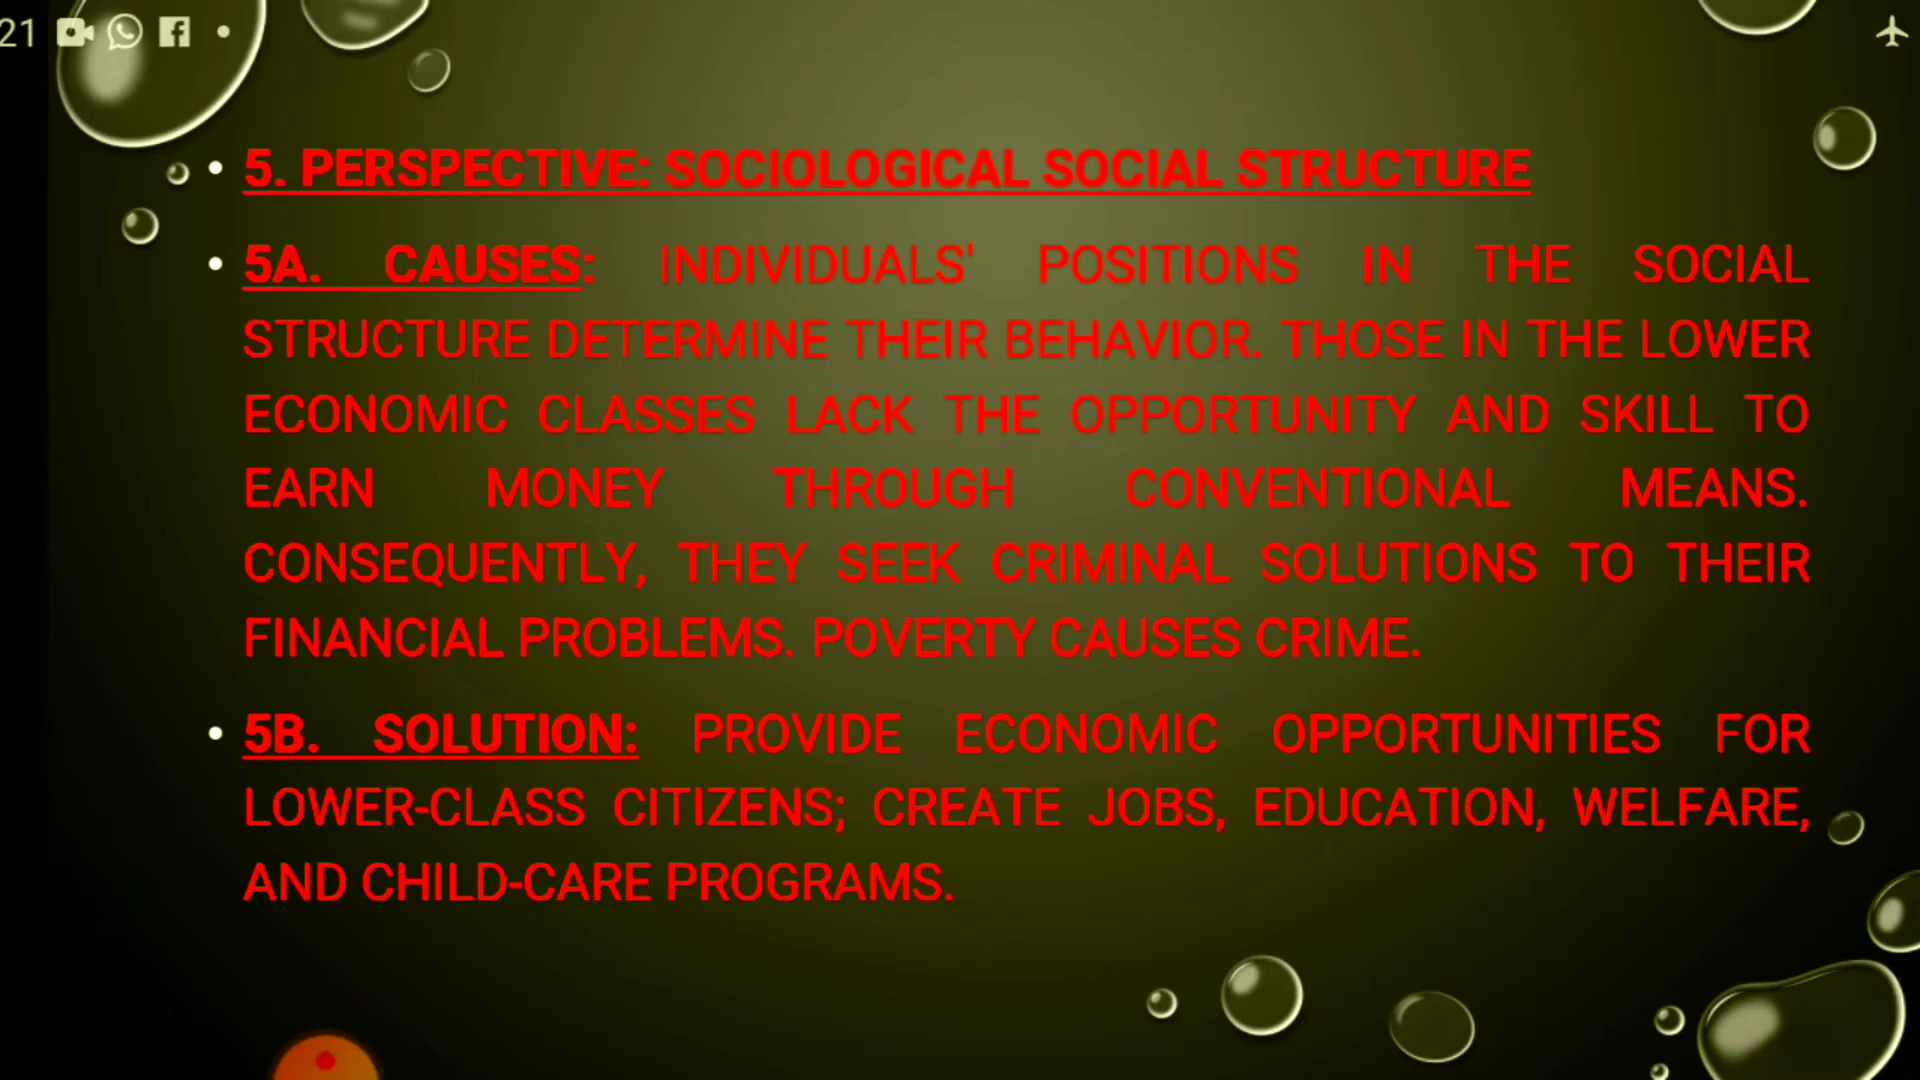 21
• 5. PERSPECTIVE: SOCIOLOGICAL SOCIAL STRUCTURE
• 5A. CAUSES: INDIVIDUALS' POSITIONS IN THE SOCIAL
STRUCTURE DETERMINE THEIR BEHAVIOR. THOSE IN THE LOWER
ECONOMIC CLASSES LACK THE OPPORTUNITY AND SKILL TO
EARN MONEY THROUGH CONVENTIONAL MEANS.
CONSEQUENTLY, THEY SEEK CRIMINAL SOLUTIONS TO THEIR
FINANCIAL PROBLEMS. POVERTY CAUSES CRIME.
• 5B. SOLUTION: PROVIDE ECONOMIC OPPORTUNITIES FOR
LOWER-CLASS CITIZENS; CREATE JOBS, EDUCATION, WELFARE,
AND CHILD-CARE PROGRAMS.